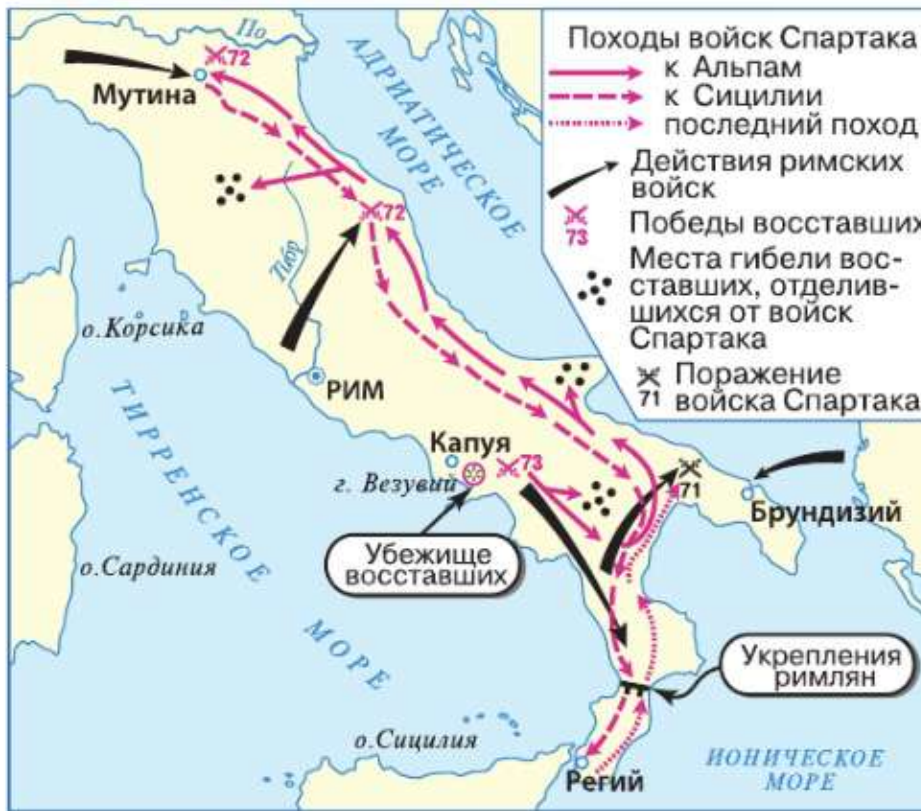 Походы войск Спартака
к Альпам
к Сицилии
последний поход
Действия римских
войск
73
Победы восставших
Места гибели вос-
ставших, отделив-
шихся от войск
Спартака
71
Поражение
войска Спартака
По
72
Мутина
АДРИАТИЧЕСКОЕ
МОРЕ
72
Тибр
о.Корсика
РИМ
ТИРРЕНСКОЕ
МОРЕ
Капуя
73
г. Везувий
Убежище
восставших
71
Брундизий
о.Сардиния
Укрепления
римлян
о.Сицилия
Регий
ИОНИЧЕСКОЕ
МОРЕ